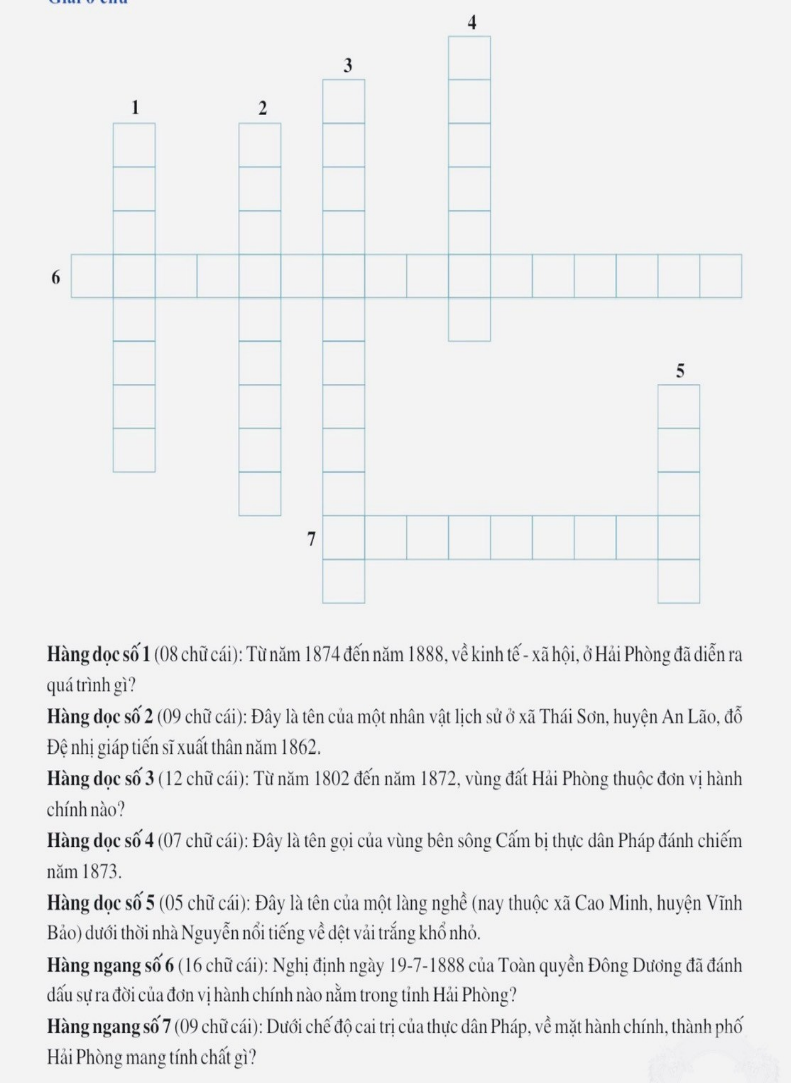 4
3
1
2
6
5
7
Hàng dọc số 1 (08 chữ cái): Từ năm 1874 đến năm 1888, về kinh tế - xã hội, ở Hải Phòng đã diễn ra
quá trình gì?
Hàng dọc số 2 (09 chữ cái): Đây là tên của một nhân vật lịch sử ở xã Thái Sơn, huyện An Lão, đỗ
Đệ nhị giáp tiến sĩ xuất thân năm 1862.
Hàng dọc số 3 (12 chữ cái): Từ năm 1802 đến năm 1872, vùng đất Hải Phòng thuộc đơn vị hành
chính nào?
Hàng dọc số 4 (07 chữ cái): Đây là tên gọi của vùng bên sông Cấm bị thực dân Pháp đánh chiếm
năm 1873.
Hàng dọc số 5 (05 chữ cái): Đây là tên của một làng nghề (nay thuộc xã Cao Minh, huyện Vĩnh
Bảo) dưới thời nhà Nguyễn nổi tiếng về dệt vải trắng khổ nhỏ.
Hàng ngang số 6 (16 chữ cái): Nghị định ngày 19-7-1888 của Toàn quyền Đông Dương đã đánh
dấu sự ra đời của đơn vị hành chính nào nằm trong tỉnh Hải Phòng?
Hàng ngang số 7 (09 chữ cái): Dưới chế độ cai trị của thực dân Pháp, về mặt hành chính, thành phố
Hải Phòng mang tính chất gì?